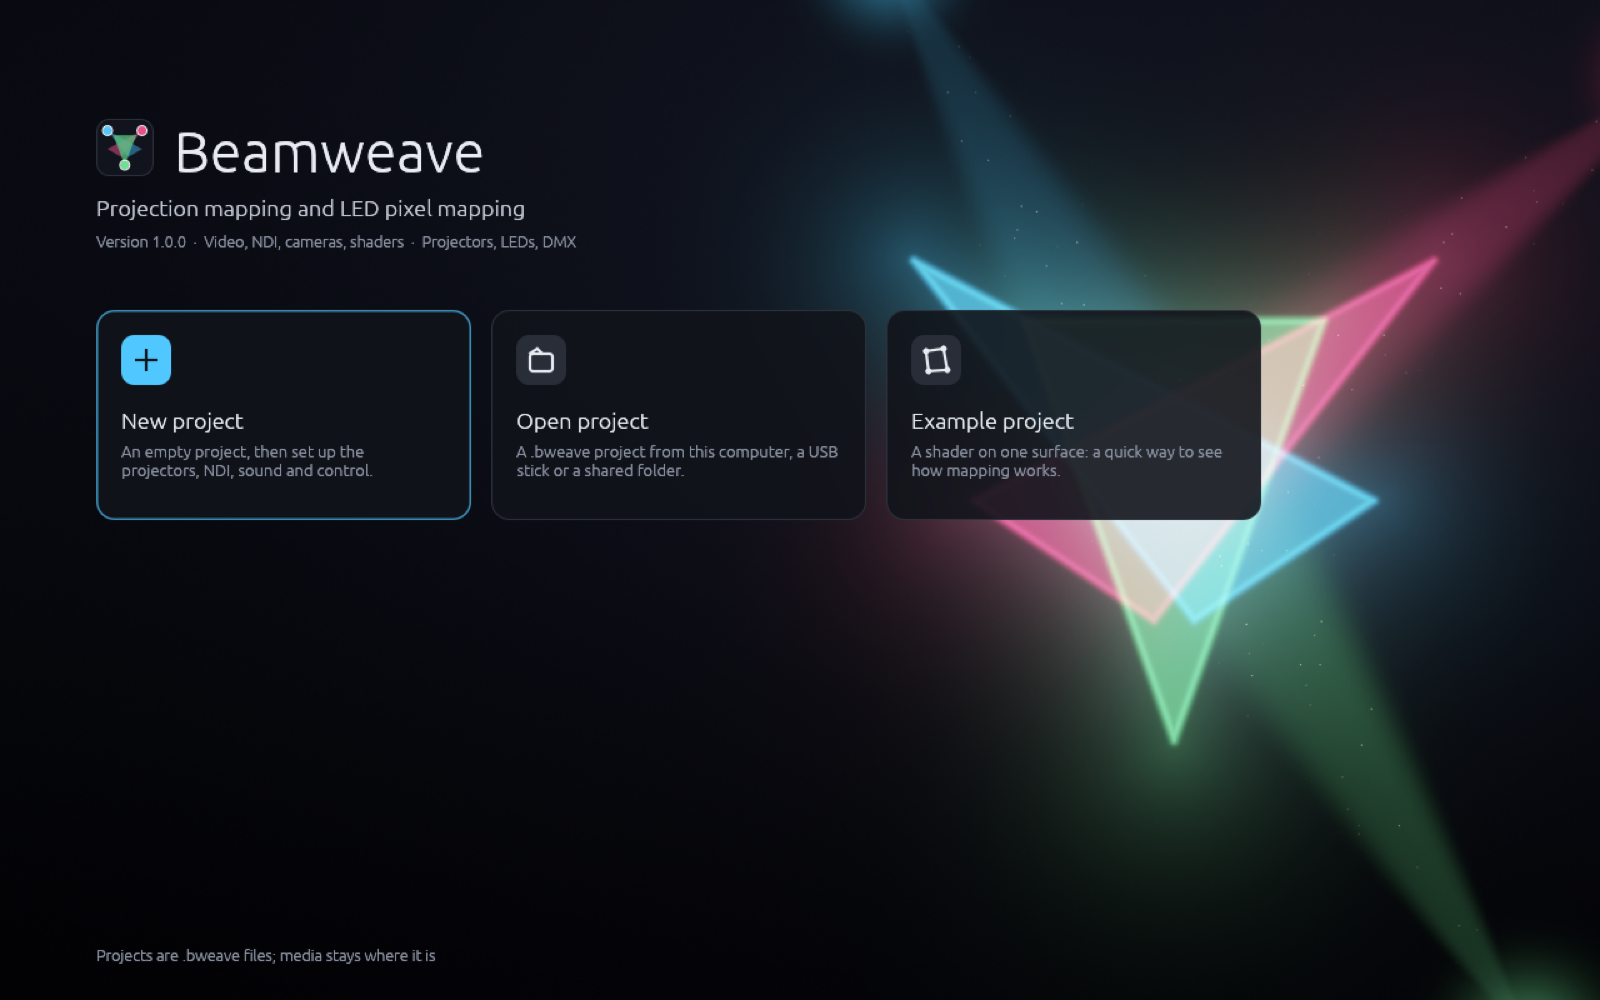 Beamweave
Projection mapping and LED pixel mapping
Version 1.0.0 · Video, NDI, cameras, shaders · Projectors, LEDs, DMX
New project
An empty project, then set up the
projectors, NDI, sound and control.
Open project
A .bweave project from this computer, a USB
stick or a shared folder.
Example project
A shader on one surface: a quick way to see
how mapping works.
Projects are .bweave files; media stays where it is